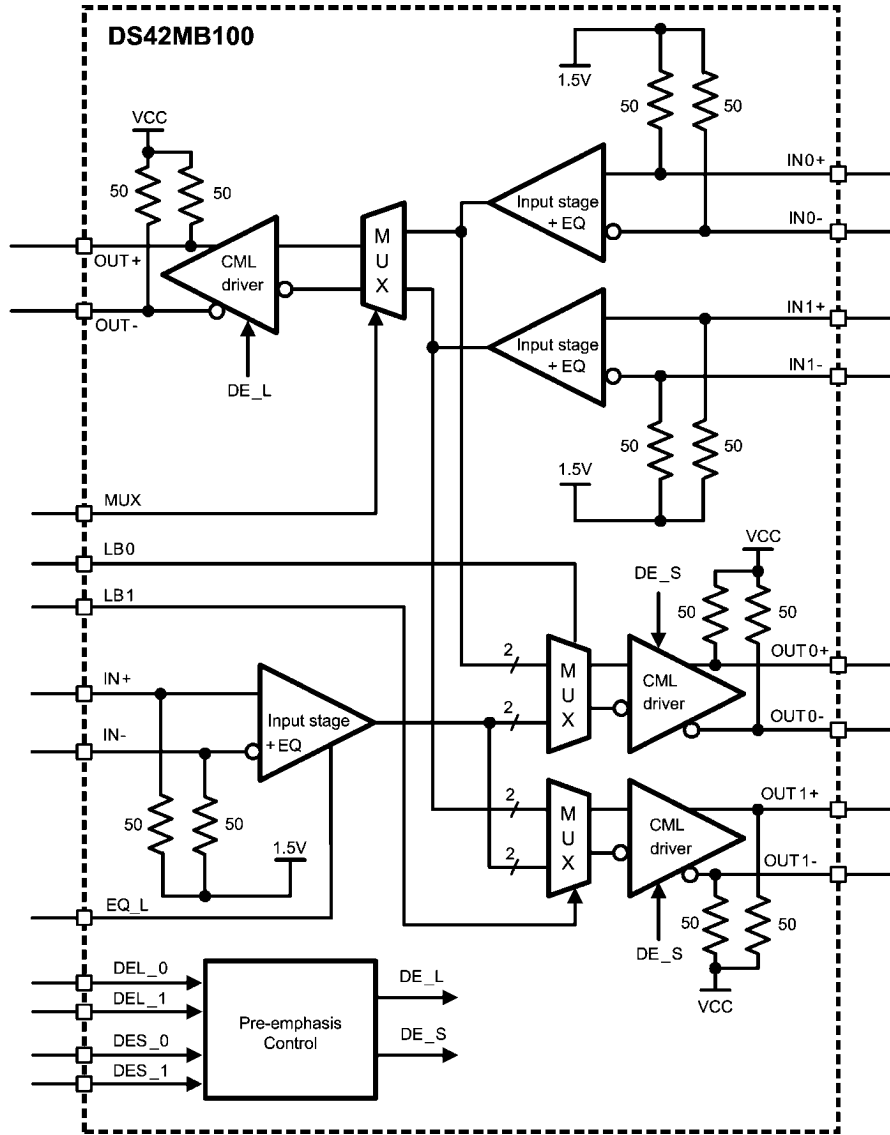 DS42MB100
1.5V
50
50
VCC
50
50
IN0+
IN0-
Input stage
+ EQ
MUX
OUT+
OUT-
CML
driver
DE_L
IN1+
IN1-
Input stage
+ EQ
50
50
1.5V
MUX
LB0
LB1
VCC
DE_S
50
50
OUT0+
OUT0-
2
2
MUX
CML
driver
IN+
IN-
Input stage
+ EQ
50
50
1.5V
OUT1+
OUT1-
2
2
MUX
CML
driver
DE_S
50
50
VCC
EQ_L
DEL_0
DEL_1
DES_0
DES_1
Pre-emphasis
Control
DE_L
DE_S